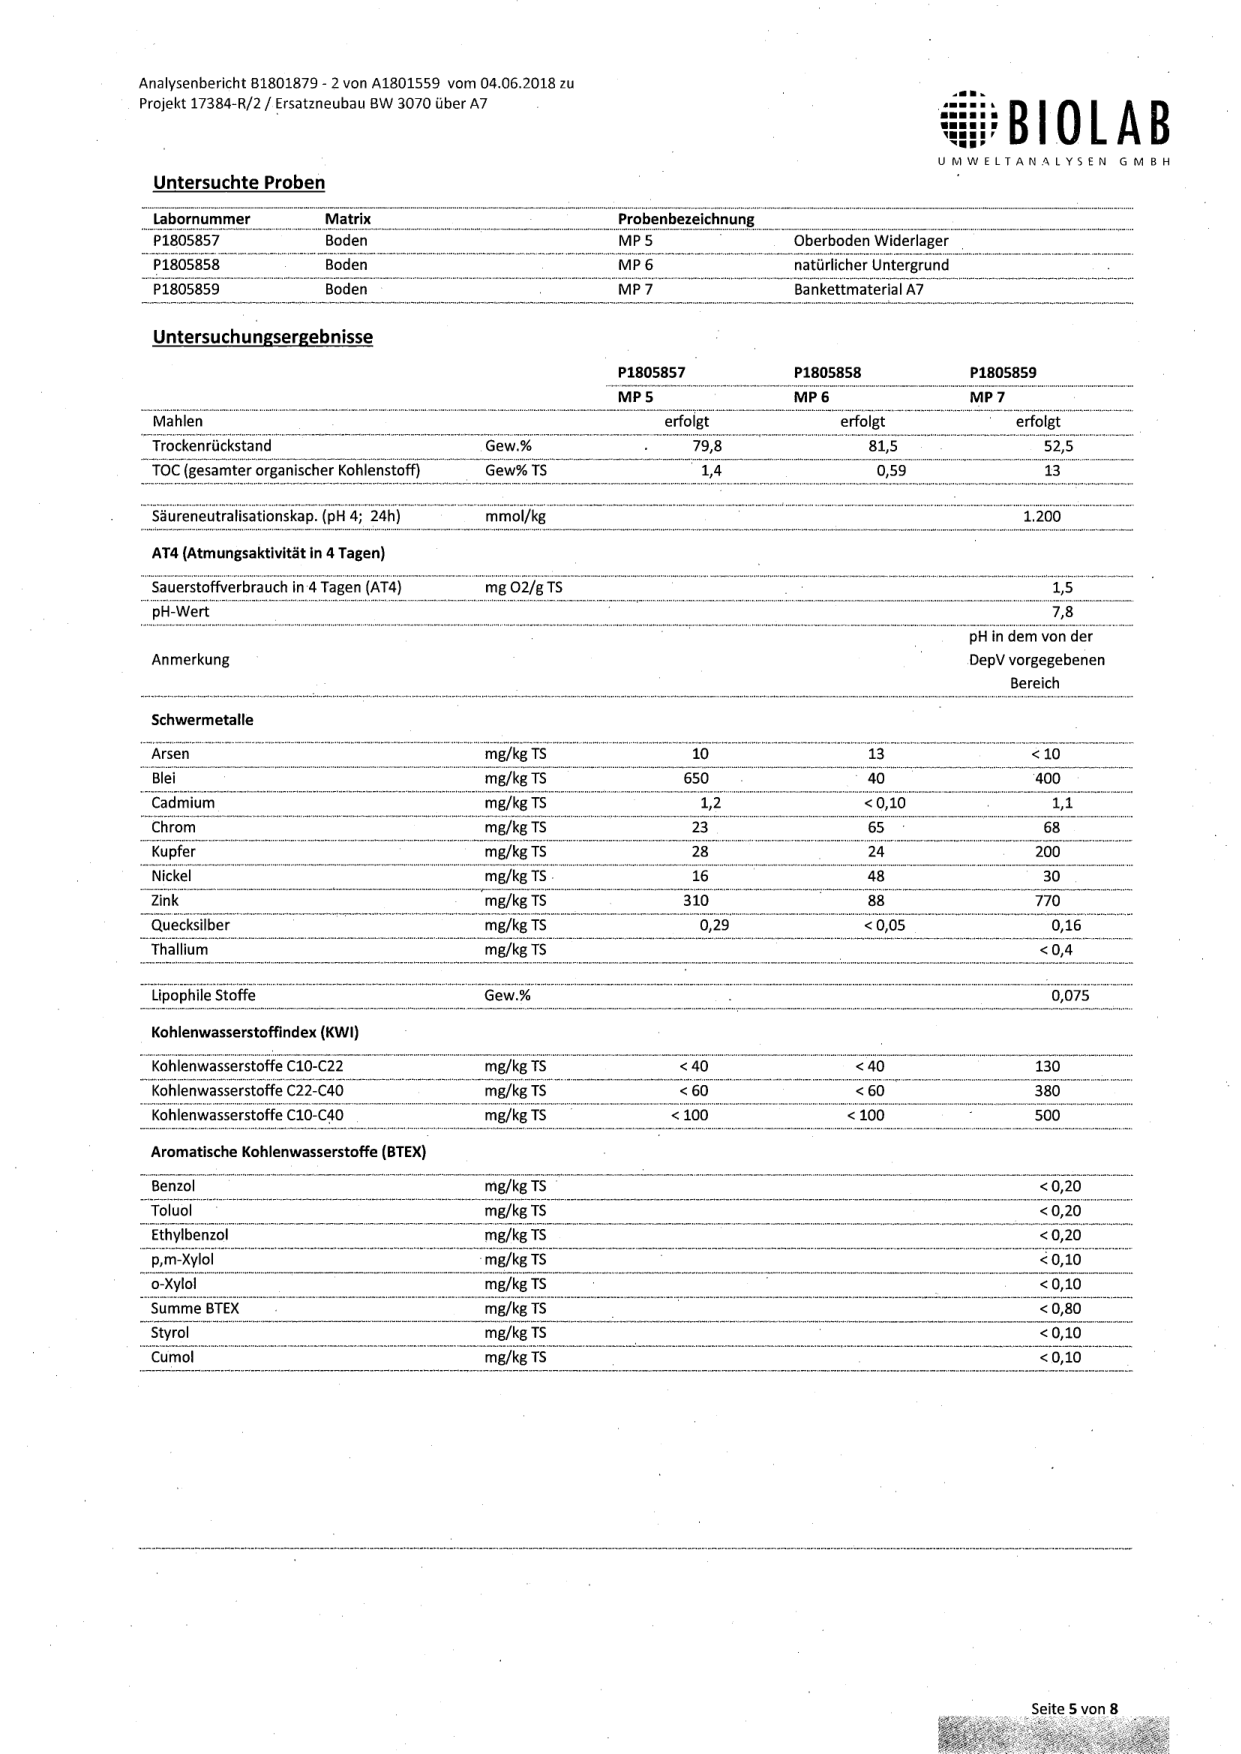 Analysenbericht B1801879 - 2 von A1801559 vom 04.06.2018 zu
Projekt 17384-R/2 / Ersatzneubau BW 3070 über A7
BIOLAB
UMWELTANALYSEN GMBH
Untersuchte Proben
Labornummer Matrix Probenbezeichnung
P1805857 Boden MP 5 Oberboden Widerlager
P1805858 Boden MP 6 natürlicher Untergrund
P1805859 Boden MP 7 Bankettmaterial A7
Untersuchungsergebnisse
P1805857 P1805858 P1805859
MP 5 MP 6 MP 7
Mahlen erfolgt erfolgt erfolgt
Trockenrückstand Gew.% 79,8 81,5 52,5
TOC (gesamter organischer Kohlenstoff) Gew% TS 1,4 0,59 13
Säureneutralisationskap. (pH 4; 24h) mmol/kg 1.200
AT4 (Atmungsaktivität in 4 Tagen)
Sauerstoffverbrauch in 4 Tagen (AT4) mg O2/g TS 1,5
pH-Wert 7,8
pH in dem von der
Anmerkung DepV vorgegebenen
Bereich
Schwermetalle
Arsen mg/kg TS 10 13 < 10
Blei mg/kg TS 650 40 400
Cadmium mg/kg TS 1,2 < 0,10 1,1
Chrom mg/kg TS 23 65 68
Kupfer mg/kg TS 28 24 200
Nickel mg/kg TS 16 48 30
Zink mg/kg TS 310 88 770
Quecksilber mg/kg TS 0,29 < 0,05 0,16
Thallium mg/kg TS < 0,4
Lipophile Stoffe Gew.% 0,075
Kohlenwasserstoffindex (KWI)
Kohlenwasserstoffe C10-C22 mg/kg TS < 40 < 40 130
Kohlenwasserstoffe C22-C40 mg/kg TS < 60 < 60 380
Kohlenwasserstoffe C10-C40 mg/kg TS < 100 < 100 500
Aromatische Kohlenwasserstoffe (BTEX)
Benzol mg/kg TS < 0,20
Toluol mg/kg TS < 0,20
Ethylbenzol mg/kg TS < 0,20
p,m-Xylol mg/kg TS < 0,10
o-Xylol mg/kg TS < 0,10
Summe BTEX mg/kg TS < 0,80
Styrol mg/kg TS < 0,10
Cumol mg/kg TS < 0,10
Seite 5 von 8